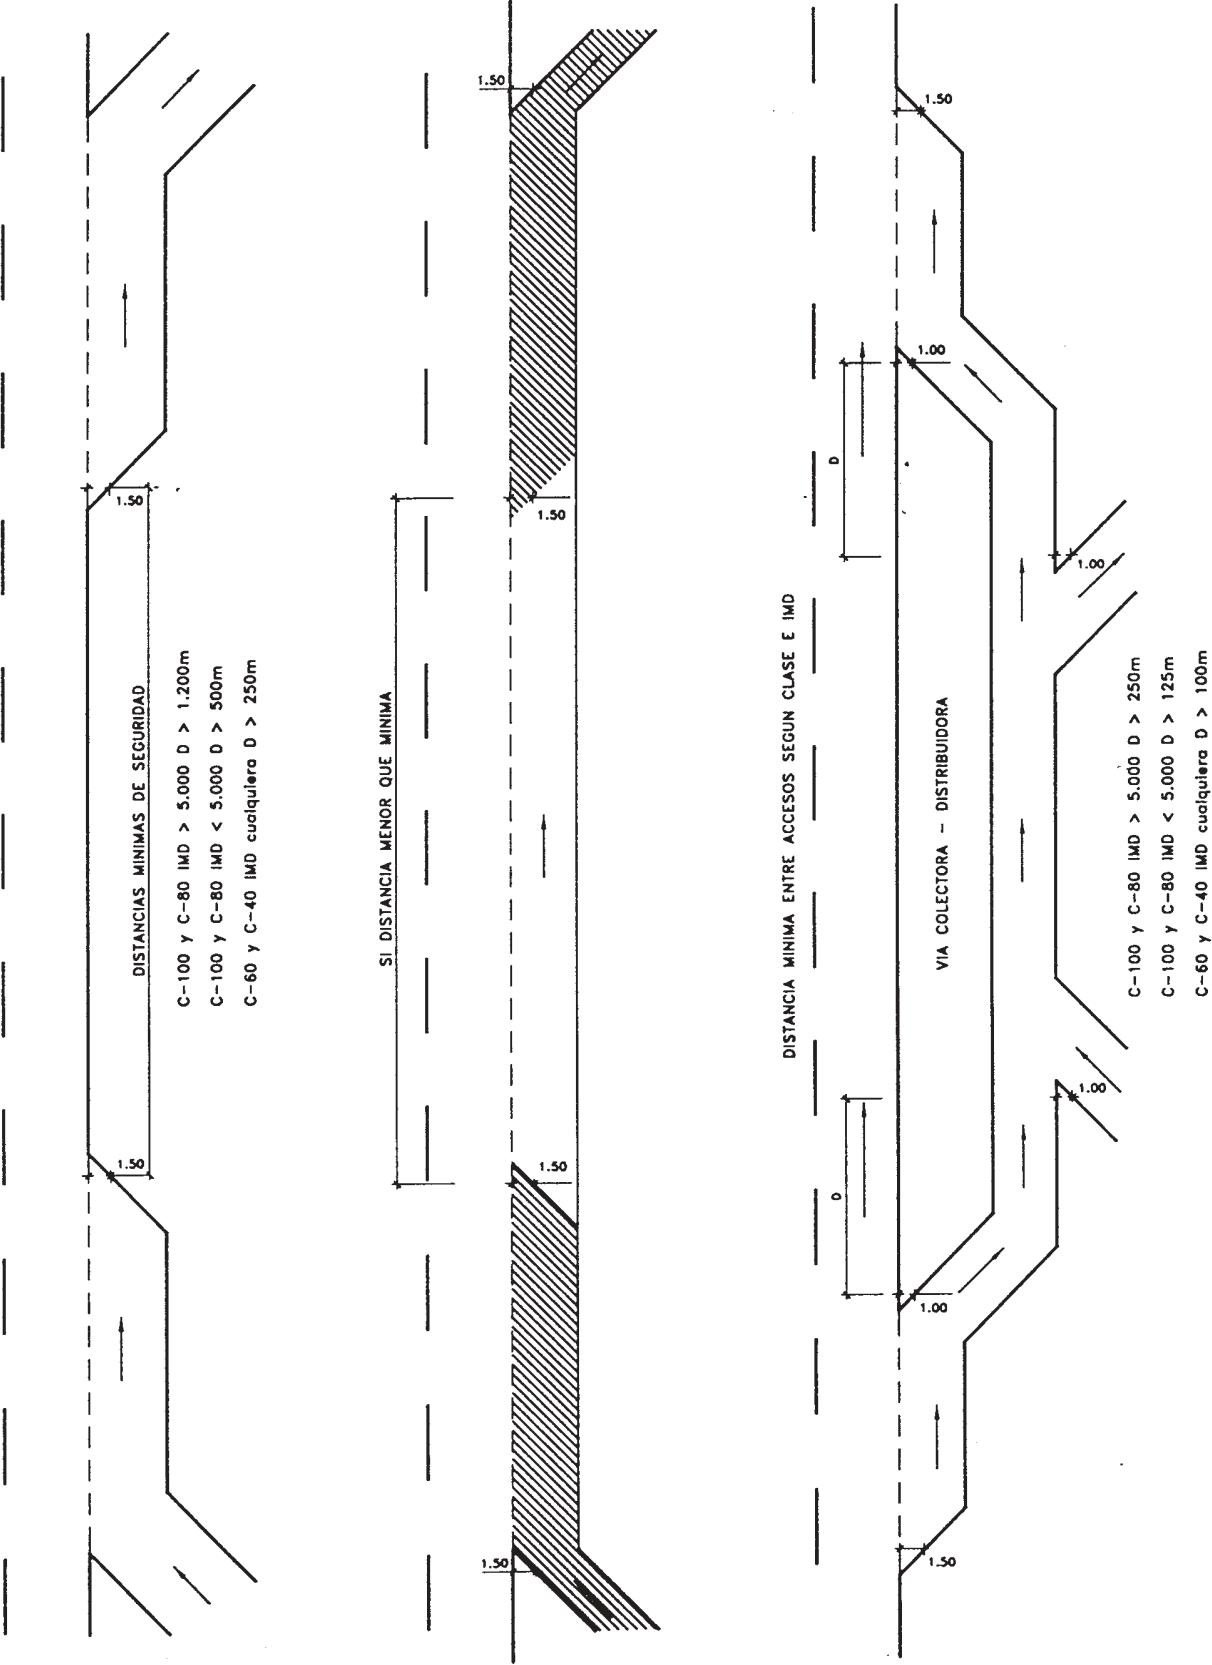 1.50
1.50
DISTANCIAS MINIMAS DE SEGURIDAD
C-100 y C-80 IMD > 5.000 D > 1.200m
C-100 y C-80 IMD < 5.000 D > 500m
C-60 y C-40 IMD cualquiera D > 250m
1.50
1.50
1.50
1.50
SI DISTANCIA MENOR QUE MINIMA
DISTANCIA MINIMA ENTRE ACCESOS SEGUN CLASE E IMD
1.50
1.00
D
1.00
VIA COLECTORA - DISTRIBUIDORA
1.00
D
1.00
1.50
C-100 y C-80 IMD > 5.000 D > 250m
C-100 y C-80 IMD < 5.000 D > 125m
C-60 y C-40 IMD cualquiera D > 100m